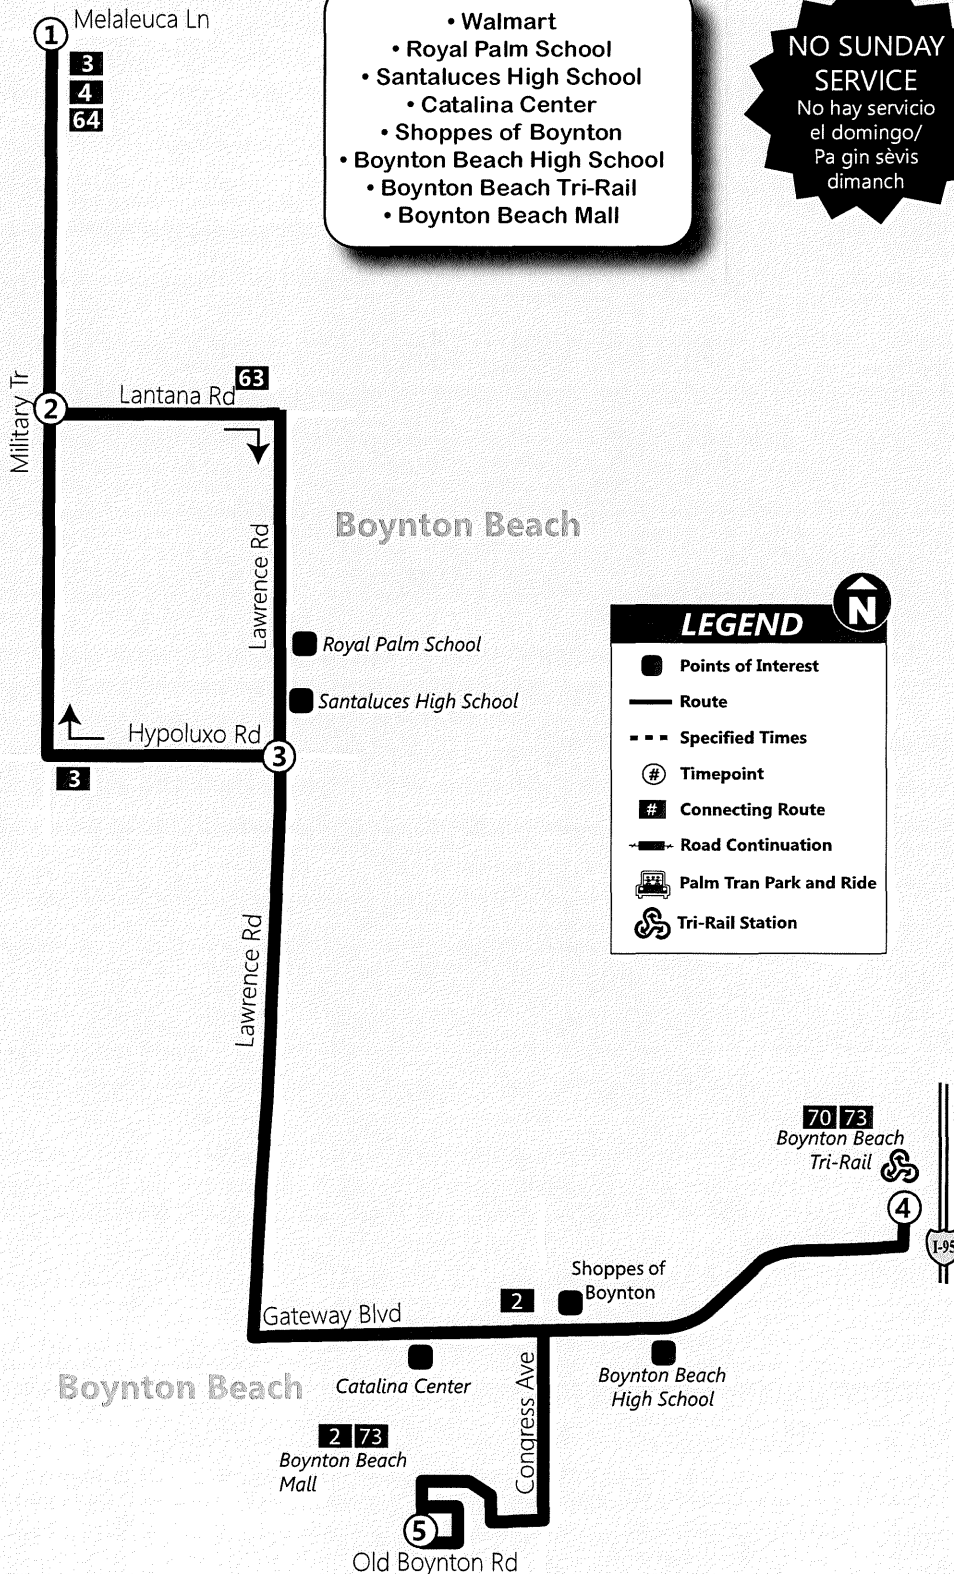 1 Melaleuca Ln
3
4
64
• Walmart
• Royal Palm School
• Santaluces High School
• Catalina Center
• Shoppes of Boynton
• Boynton Beach High School
• Boynton Beach Tri-Rail
• Boynton Beach Mall
NO SUNDAY
SERVICE
No hay servicio
el domingo/
Pa gin sèvis
dimanch
Military Tr
2
Lantana Rd
63
Lawrence Rd
Boynton Beach
Royal Palm School
Santaluces High School
Hypoluxo Rd
3
3
N
LEGEND
Points of Interest
Route
Specified Times
# Timepoint
# Connecting Route
Road Continuation
Palm Tran Park and Ride
Tri-Rail Station
Lawrence Rd
70 73
Boynton Beach
Tri-Rail
4
I-95
Shoppes of
Boynton
2
Gateway Blvd
Boynton Beach
Catalina Center
Congress Ave
Boynton Beach
High School
2 73
Boynton Beach
Mall
5
Old Boynton Rd